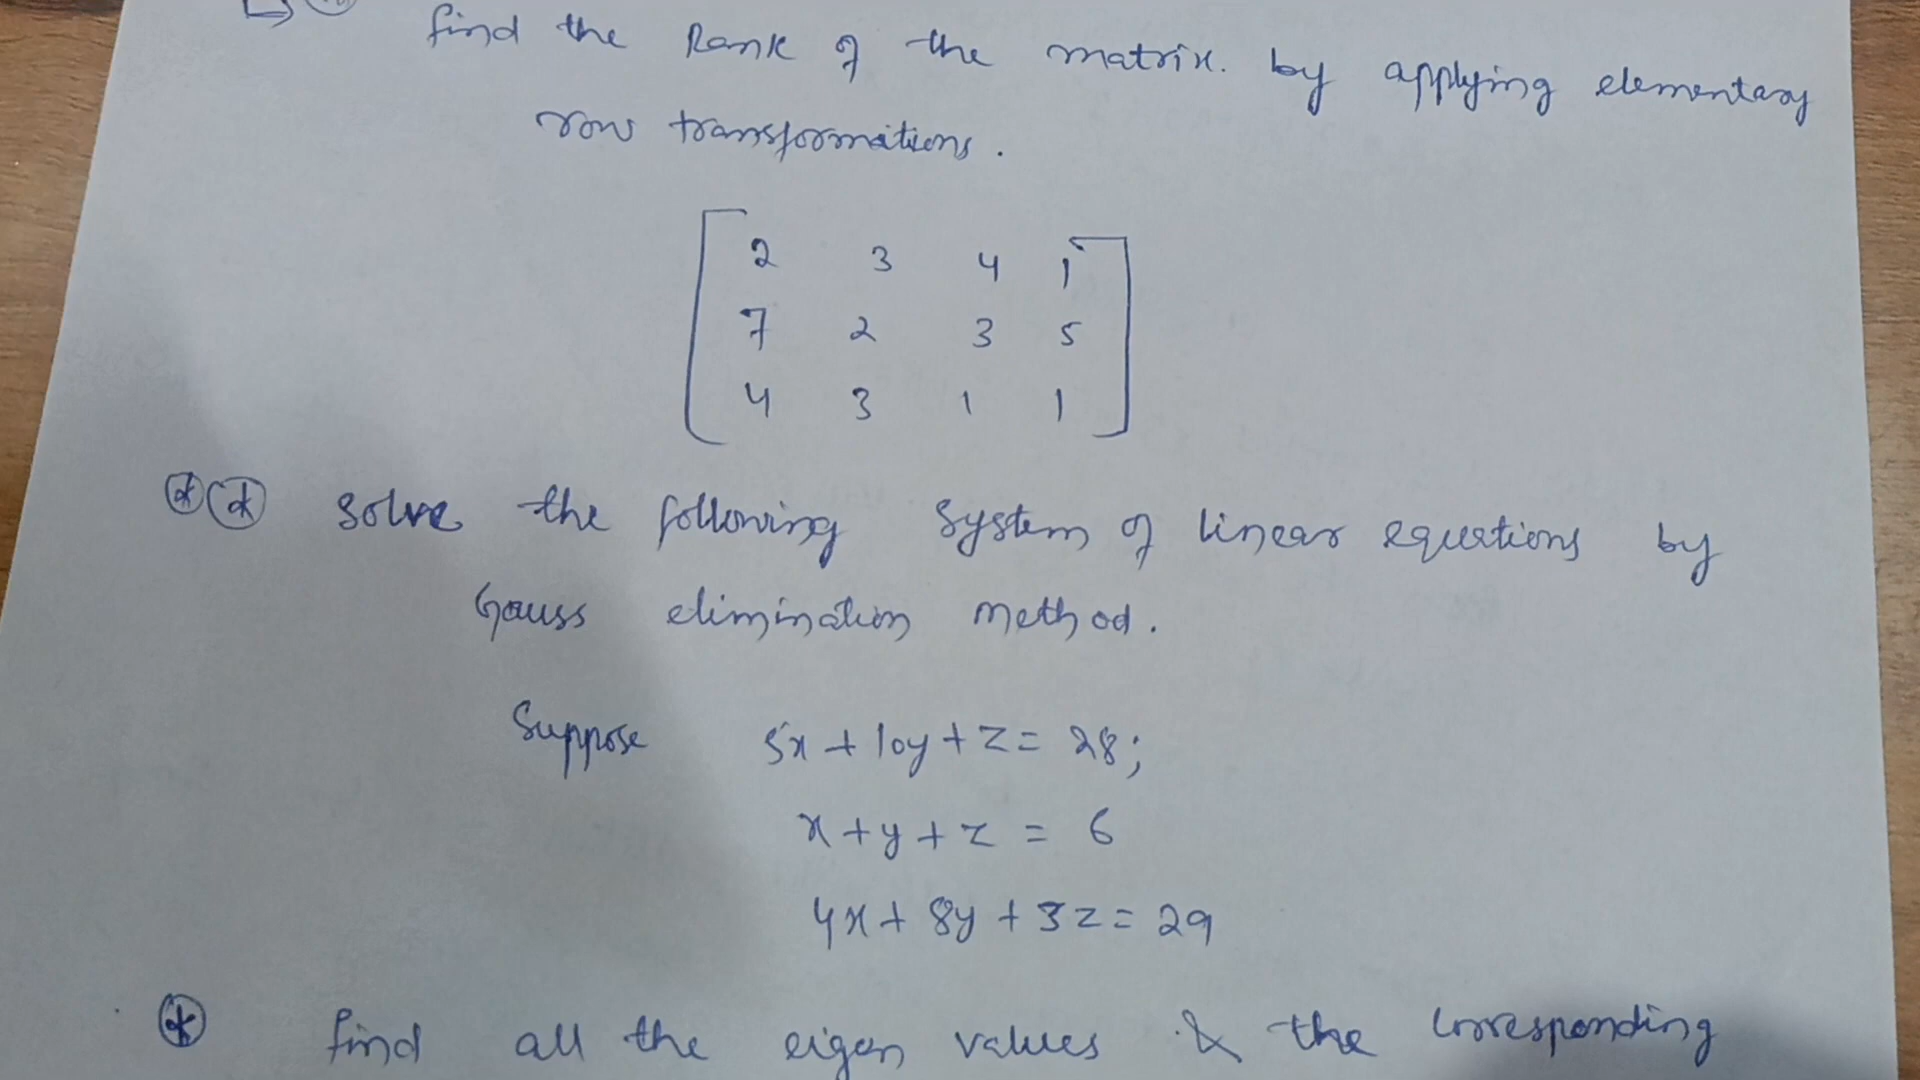 find the Rank of the matrix. by applying elementary
row transformations.
2 3 4 1
7 2 3 5
4 3 1 1
solve the following system of linear equations by
Gauss elimination method.
Suppose 5x + 10y + z = 28;
x + y + z = 6
4x + 8y + 3z = 29
find all the eigen values & the corresponding